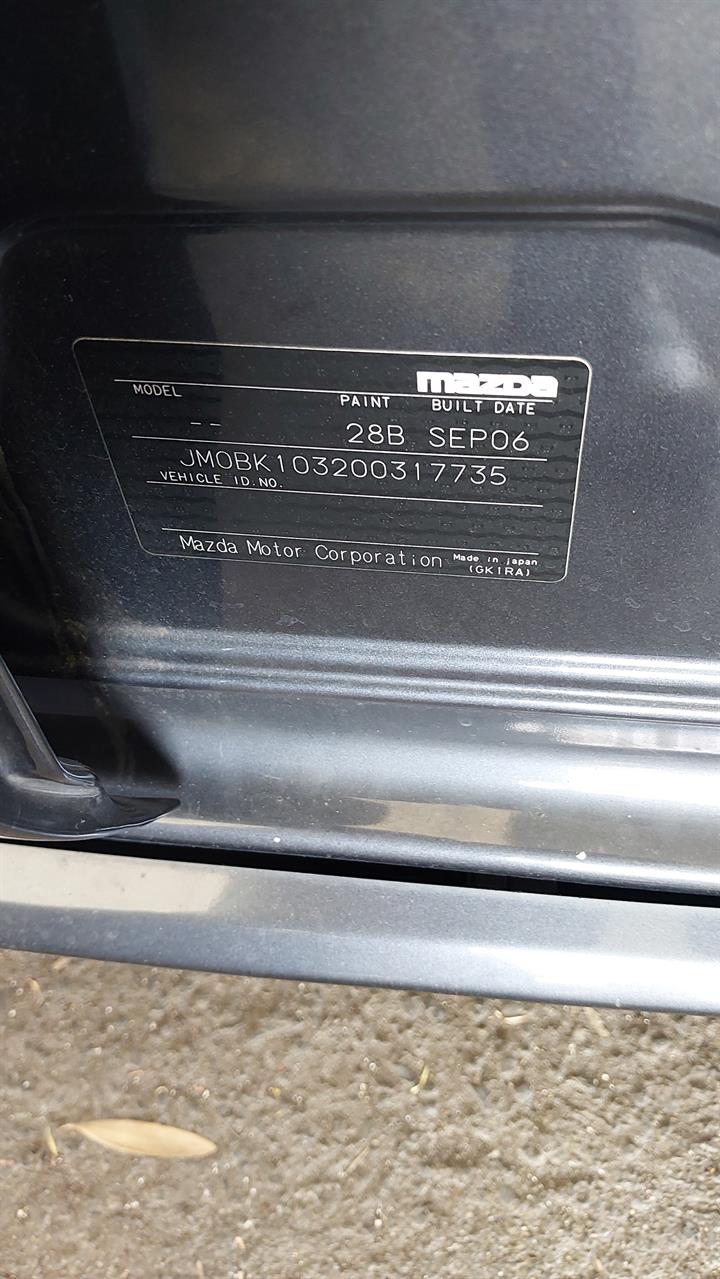 mazda
MODEL PAINT BUILT DATE
-- 28B SEP06
JM0BK103200317735
VEHICLE ID.NO.
Mazda Motor Corporation Made in japan
(GK1RA)